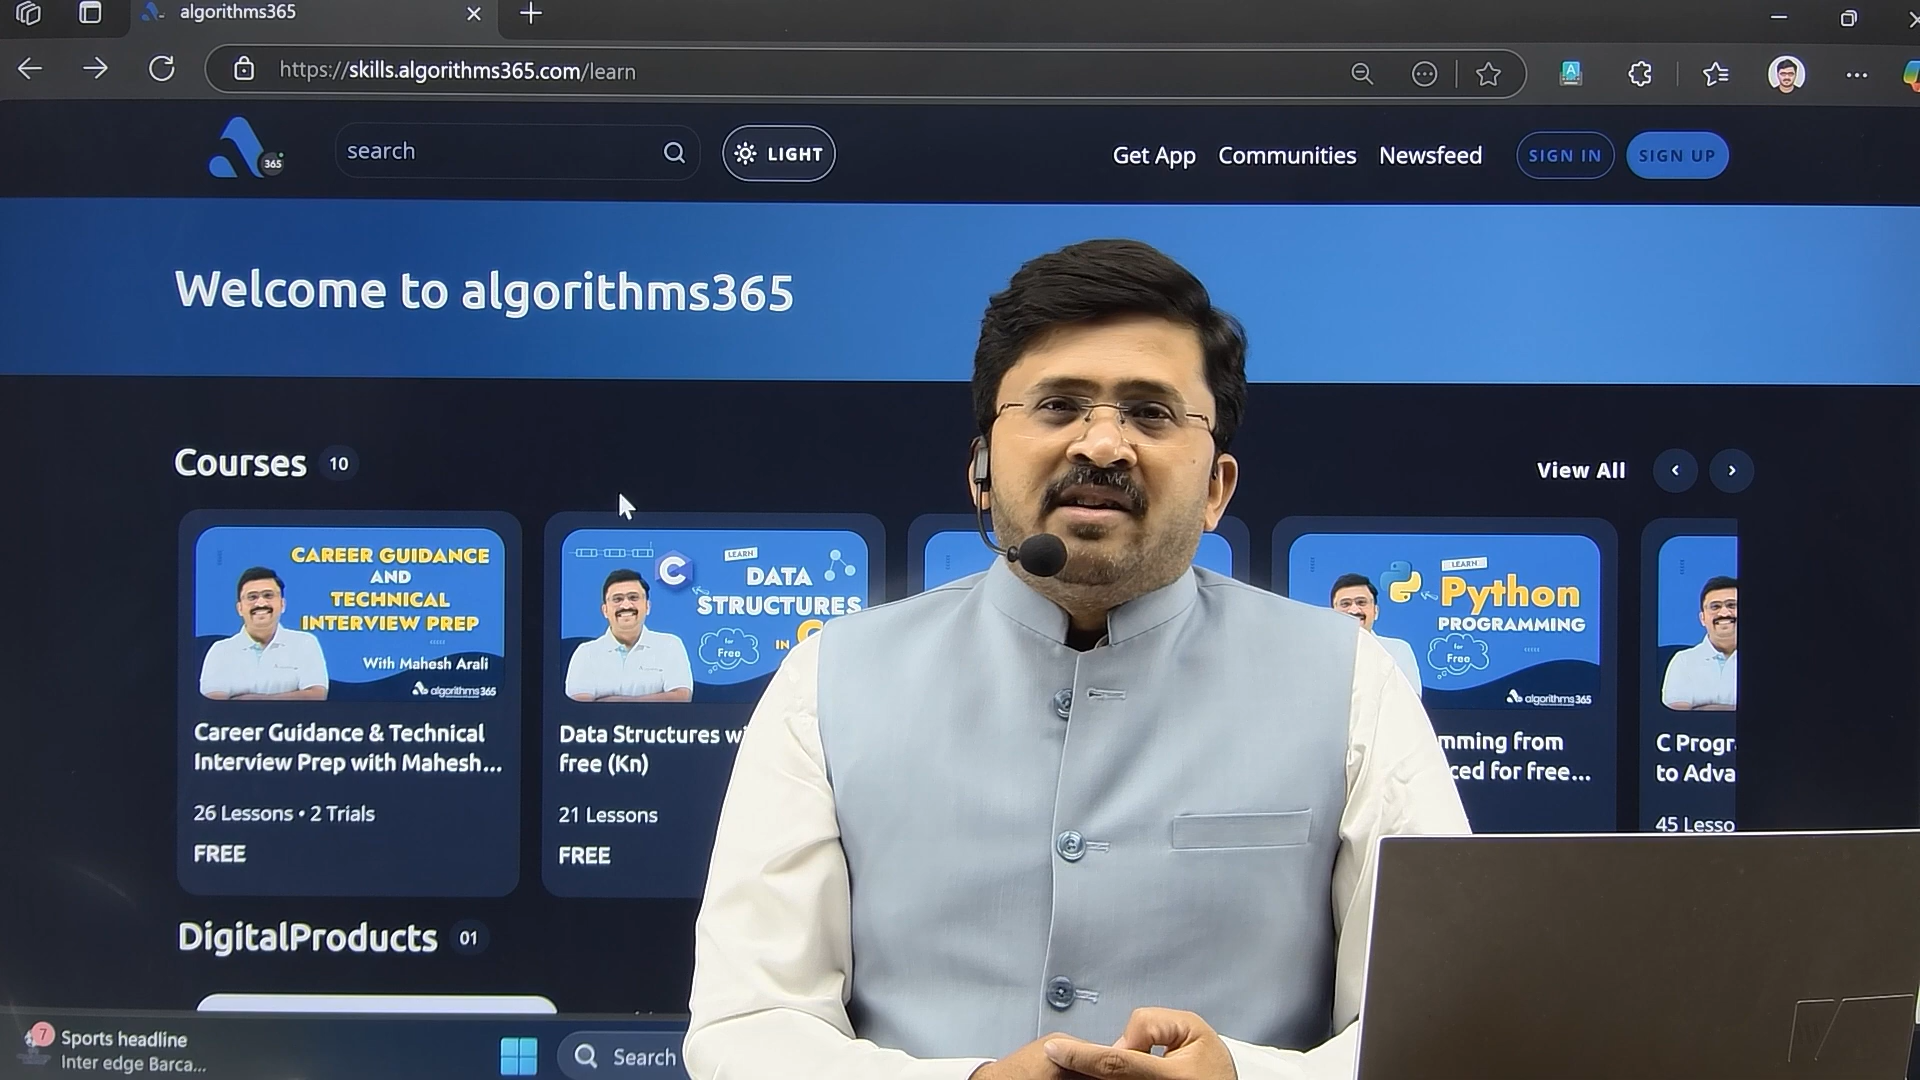 algorithms365
https://skills.algorithms365.com/learn
365
search
LIGHT
Get App
Communities
Newsfeed
SIGN IN
SIGN UP
Welcome to algorithms365
Courses 10
View All
CAREER GUIDANCE
AND
TECHNICAL
INTERVIEW PREP
With Mahesh Arali
algorithms365
Career Guidance & Technical
Interview Prep with Mahesh...
26 Lessons • 2 Trials
FREE
C
LEARN
DATA
STRUCTURES
IN
for
Free
Data Structures
free (Kn)
21 Lessons
FREE
LEARN
Python
PROGRAMMING
for
Free
algorithms365
mming from
ced for free...
C Progr
to Adva
45 Lesso
DigitalProducts 01
7
Sports headline
Inter edge Barca...
Search